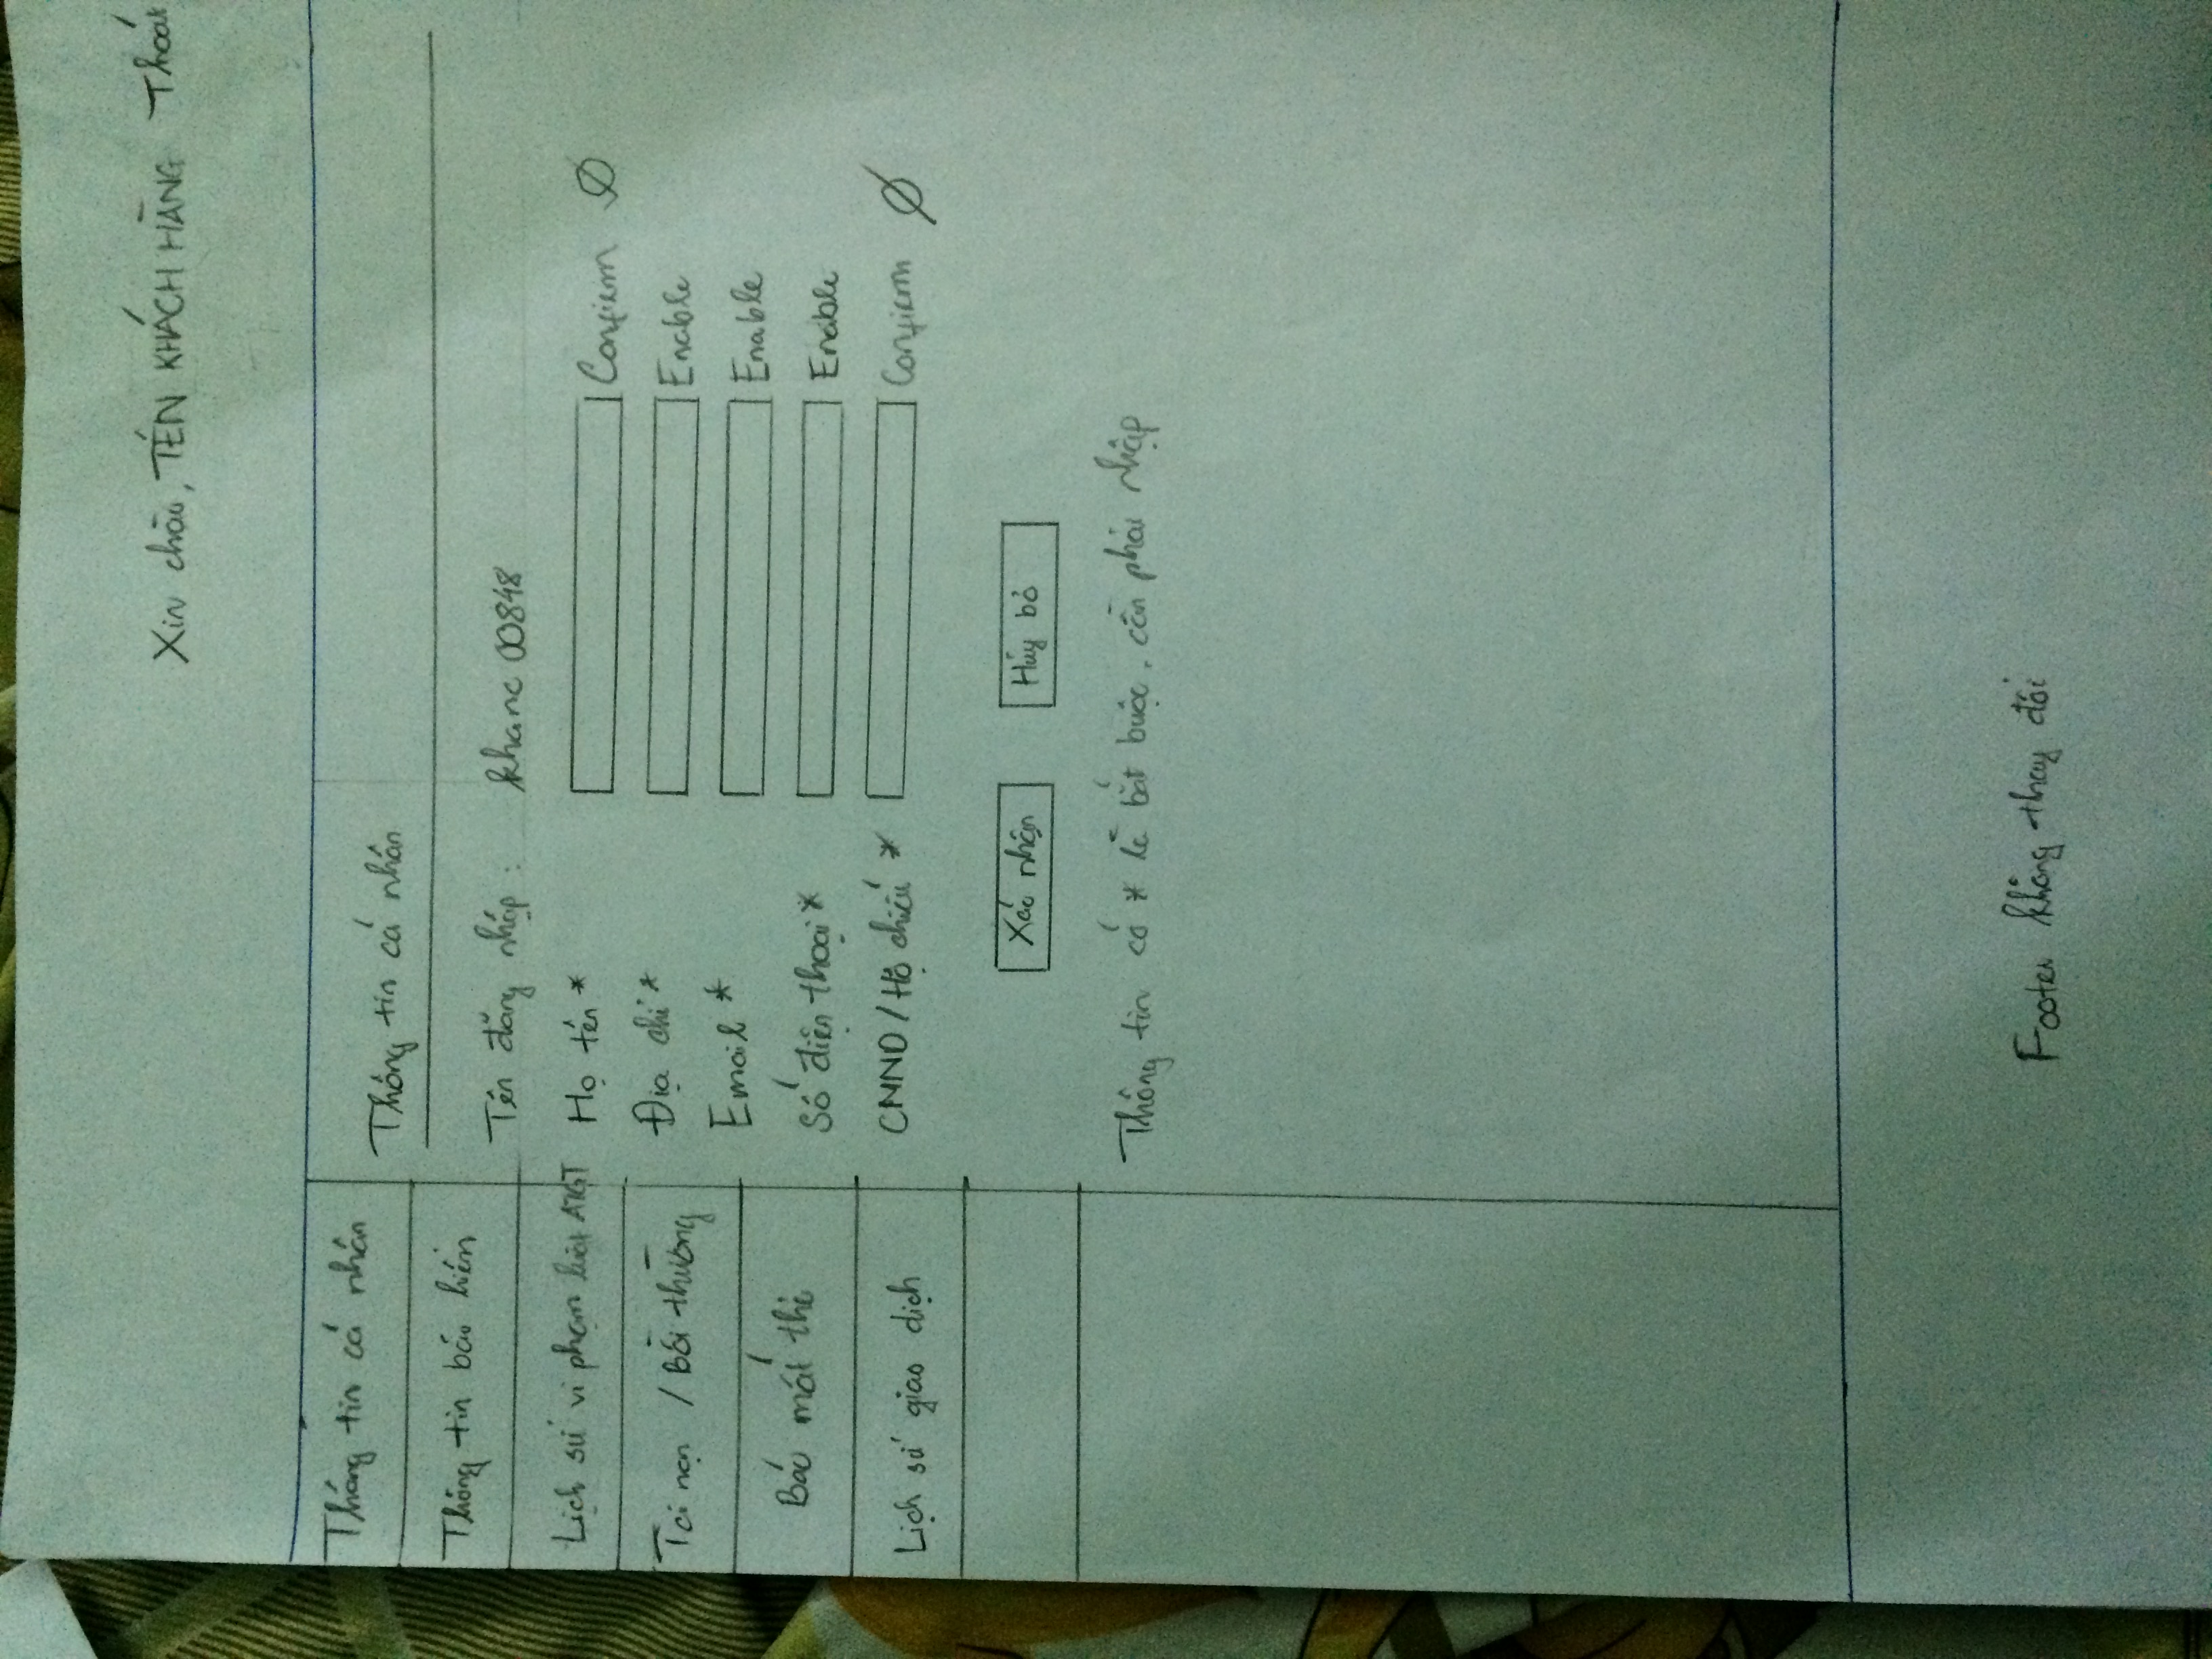 Xin chào, TÊN KHÁCH HÀNG Thoát
Thông tin cá nhân
Thông tin bảo hiểm
Lịch sử vi phạm luật ATGT
Tai nạn / Bồi thường
Báo mất thẻ
Lịch sử giao dịch
Thông tin cá nhân
Tên đăng nhập : khanc 00848
Họ tên * Confirm Ø
Địa chỉ * Enable
Email * Enable
Số điện thoại * Enable
CMND / Hộ chiếu * Confirm Ø
Xác nhận Hủy bỏ
Thông tin có * là bắt buộc, cần phải nhập
Footer không thay đổi